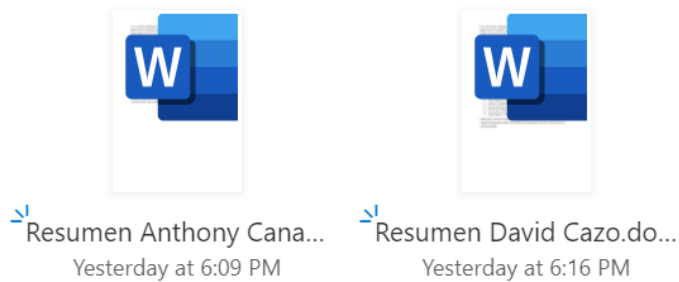 W
W
Resumen Anthony Cana...
Resumen David Cazo.do...
Yesterday at 6:09 PM
Yesterday at 6:16 PM